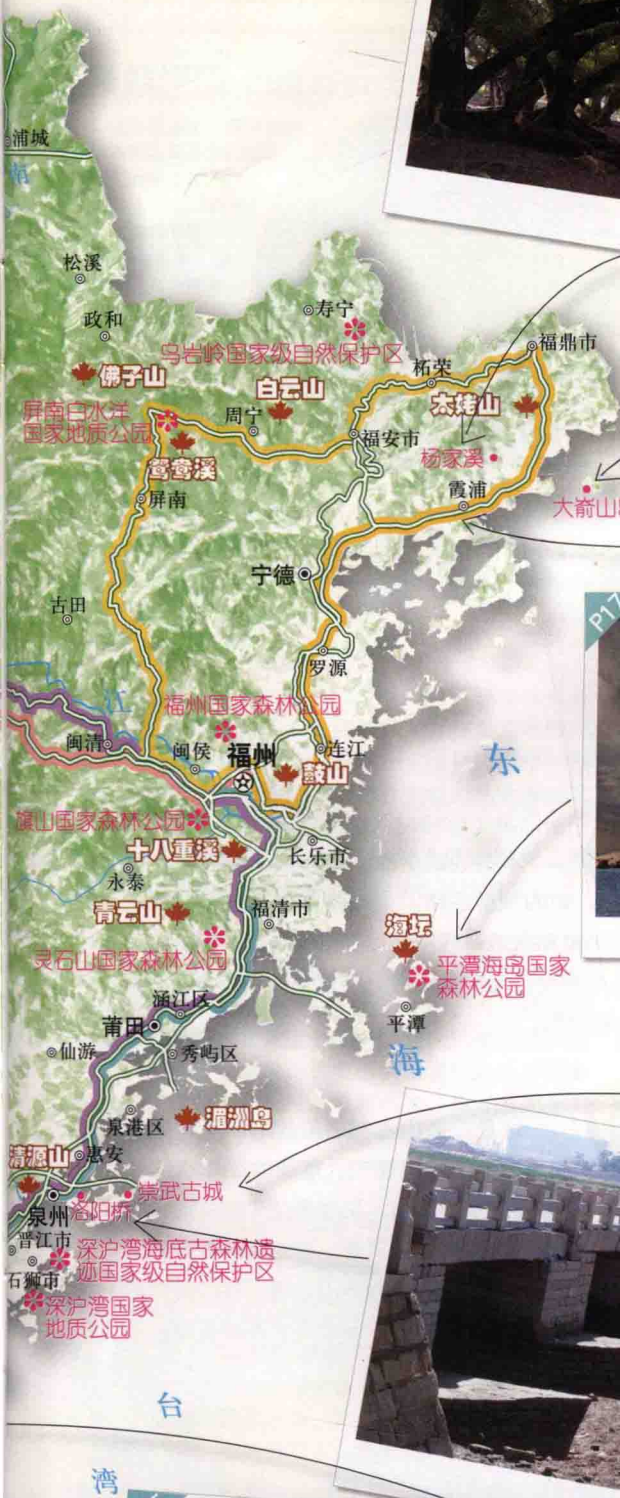 浦城
南
松溪
政和
寿宁
乌岩岭国家级自然保护区
福鼎市
柘荣
佛子山
白云山
太姥山
屏南白水洋
国家地质公园
周宁
福安市
鸳鸯溪
杨家溪
屏南
霞浦
大嵛山
宁德
古田
P17
罗源
江
福州国家森林公园
闽清
闽侯
福州
连江
鼓山
东
旗山国家森林公园
十八重溪
长乐市
永泰
青云山
福清市
海坛
灵石山国家森林公园
平潭海岛国家
森林公园
涵江区
莆田
平潭
仙游
秀屿区
海
泉港区
湄洲岛
清源山
惠安
崇武古城
泉州
洛阳桥
晋江市
深沪湾海底古森林遗
迹国家级自然保护区
石狮市
深沪湾国家
地质公园
台
湾